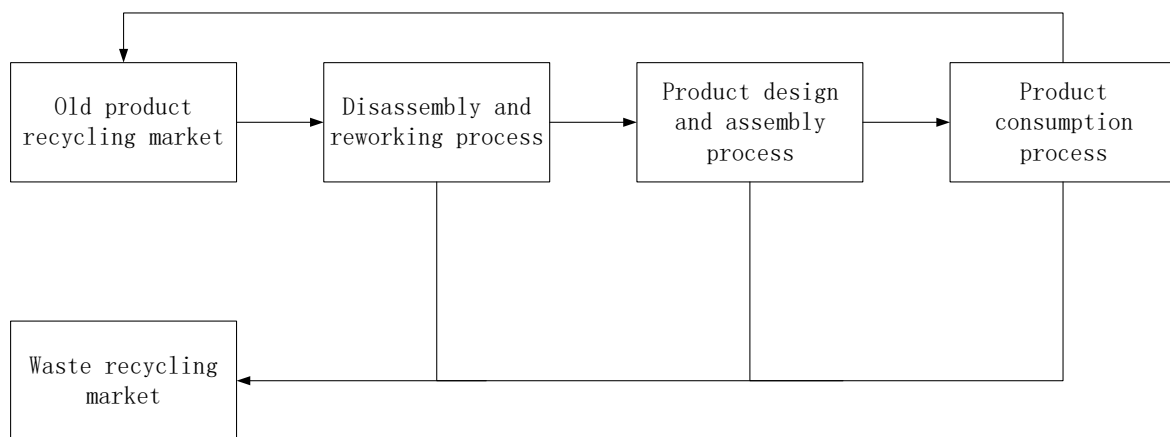 Old product
recycling market
Disassembly and
reworking process
Product design
and assembly
process
Product
consumption
process
Waste recycling
market